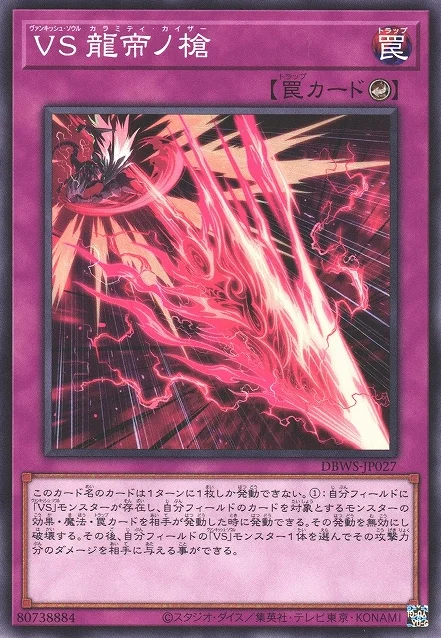 ヴァンキッシュ・ソウル カラミティ・カイザー
VS 龍帝ノ槍
トラップ
罠
トラップ
【罠カード】
DBWS-JP027
このカード名のカードは1ターンに1枚しか発動できない。①：自分フィールドに
「VS」モンスターが存在し、自分フィールドのカードを対象とするモンスターの
効果・魔法・罠カードを相手が発動した時に発動できる。その発動を無効にし
破壊する。その後、自分フィールドの「VS」モンスター1体を選んでその攻撃力
分のダメージを相手に与える事ができる。
80738884
©スタジオ・ダイス／集英社・テレビ東京・KONAMI